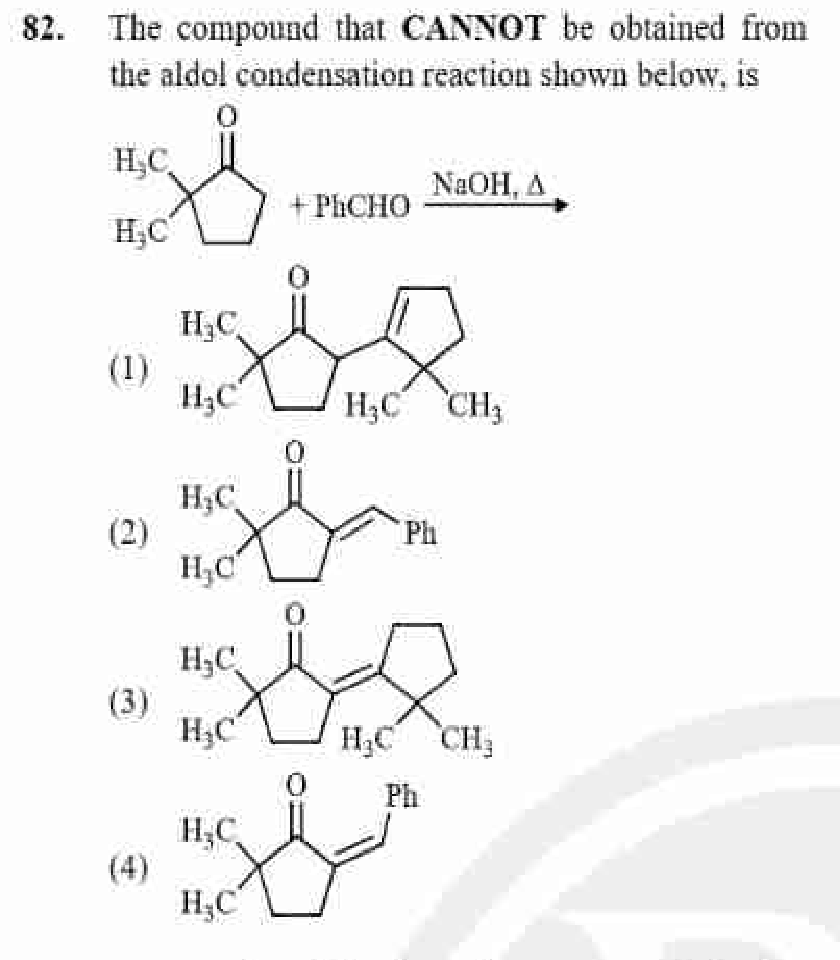 82. The compound that CANNOT be obtained from
the aldol condensation reaction shown below, is
O
H₃C
H₃C
+ PhCHO
NaOH, Δ
O
H₃C
(1)
H₃C
H₃C CH₃
O
H₃C
(2)
Ph
H₃C
O
H₃C
(3)
H₃C
H₃C CH₃
O
Ph
H₃C
(4)
H₃C